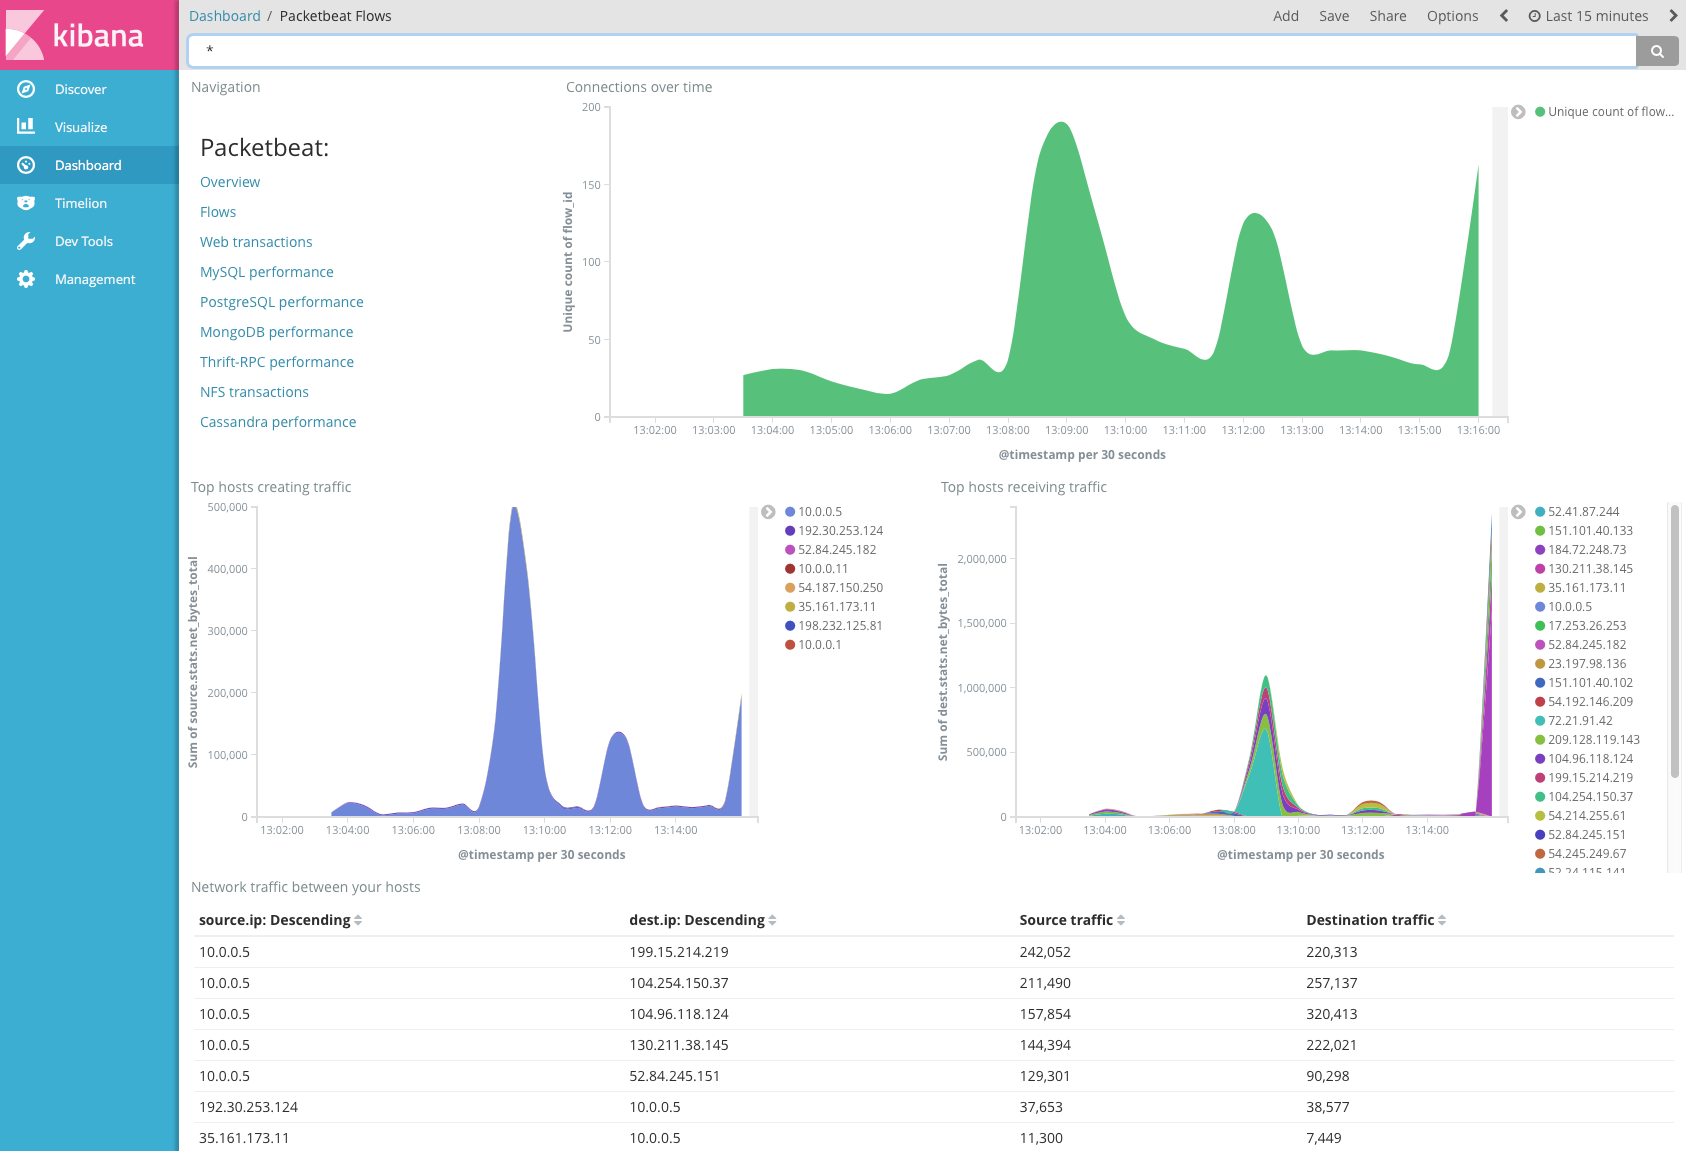 kibana
Dashboard / Packetbeat Flows
Add Save Share Options Last 15 minutes
*
Discover
Visualize
Dashboard
Timelion
Dev Tools
Management
Navigation
Packetbeat:
Overview
Flows
Web transactions
MySQL performance
PostgreSQL performance
MongoDB performance
Thrift-RPC performance
NFS transactions
Cassandra performance
Connections over time
Unique count of flow_id
200
150
100
50
0
13:02:00 13:03:00 13:04:00 13:05:00 13:06:00 13:07:00 13:08:00 13:09:00 13:10:00 13:11:00 13:12:00 13:13:00 13:14:00 13:15:00 13:16:00
@timestamp per 30 seconds
Unique count of flow...
Top hosts creating traffic
Sum of source.stats.net_bytes_total
500,000
400,000
300,000
200,000
100,000
0
13:02:00 13:04:00 13:06:00 13:08:00 13:10:00 13:12:00 13:14:00
@timestamp per 30 seconds
10.0.0.5
192.30.253.124
52.84.245.182
10.0.0.11
54.187.150.250
35.161.173.11
198.232.125.81
10.0.0.1
Top hosts receiving traffic
Sum of dest.stats.net_bytes_total
2,000,000
1,500,000
1,000,000
500,000
0
13:02:00 13:04:00 13:06:00 13:08:00 13:10:00 13:12:00 13:14:00
@timestamp per 30 seconds
52.41.87.244
151.101.40.133
184.72.248.73
130.211.38.145
35.161.173.11
10.0.0.5
17.253.26.253
52.84.245.182
23.197.98.136
151.101.40.102
54.192.146.209
72.21.91.42
209.128.119.143
104.96.118.124
199.15.214.219
104.254.150.37
54.214.255.61
52.84.245.151
54.245.249.67
52.24.115.141
Network traffic between your hosts
source.ip: Descending dest.ip: Descending Source traffic Destination traffic
10.0.0.5 199.15.214.219 242,052 220,313
10.0.0.5 104.254.150.37 211,490 257,137
10.0.0.5 104.96.118.124 157,854 320,413
10.0.0.5 130.211.38.145 144,394 222,021
10.0.0.5 52.84.245.151 129,301 90,298
192.30.253.124 10.0.0.5 37,653 38,577
35.161.173.11 10.0.0.5 11,300 7,449